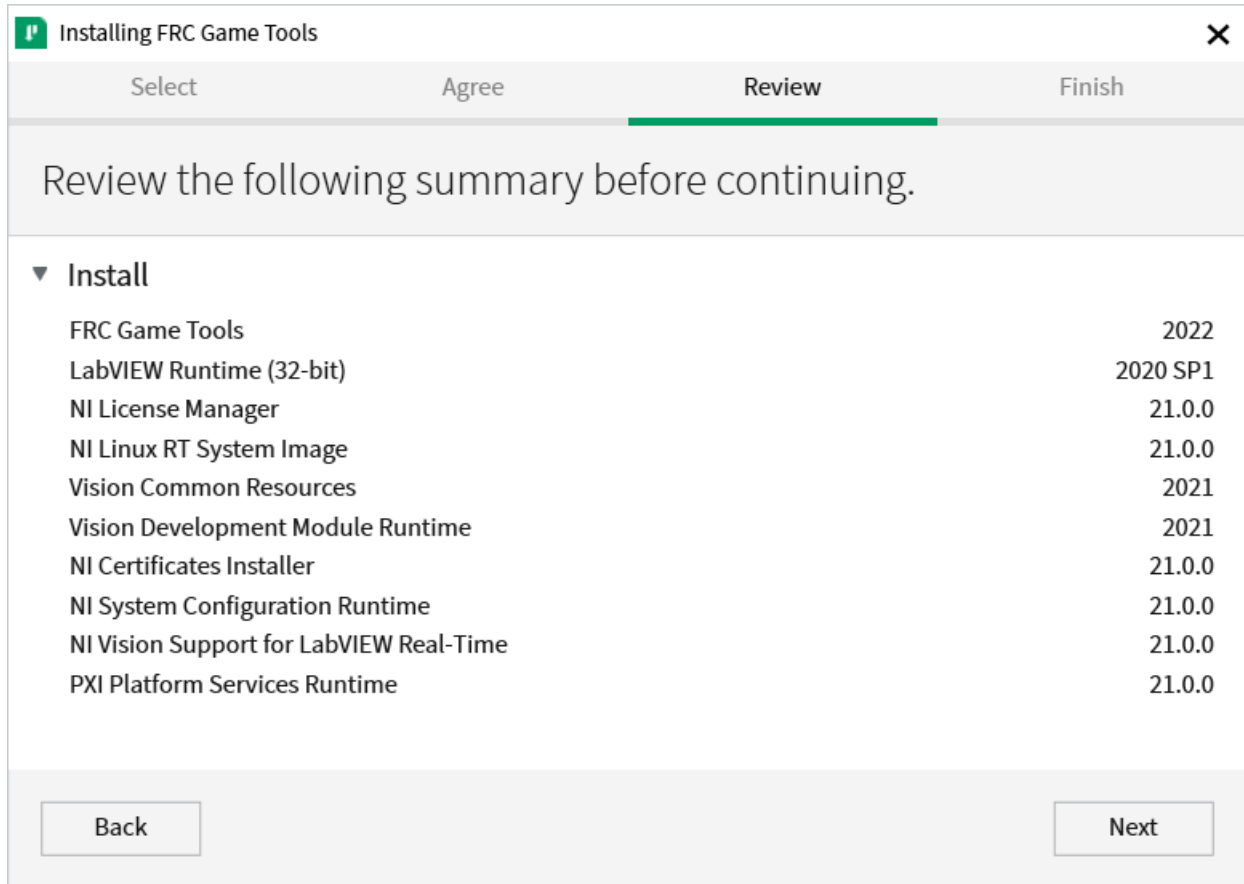 Installing FRC Game Tools
Select Agree Review Finish
Review the following summary before continuing.
Install
FRC Game Tools 2022
LabVIEW Runtime (32-bit) 2020 SP1
NI License Manager 21.0.0
NI Linux RT System Image 21.0.0
Vision Common Resources 2021
Vision Development Module Runtime 2021
NI Certificates Installer 21.0.0
NI System Configuration Runtime 21.0.0
NI Vision Support for LabVIEW Real-Time 21.0.0
PXI Platform Services Runtime 21.0.0
Back Next